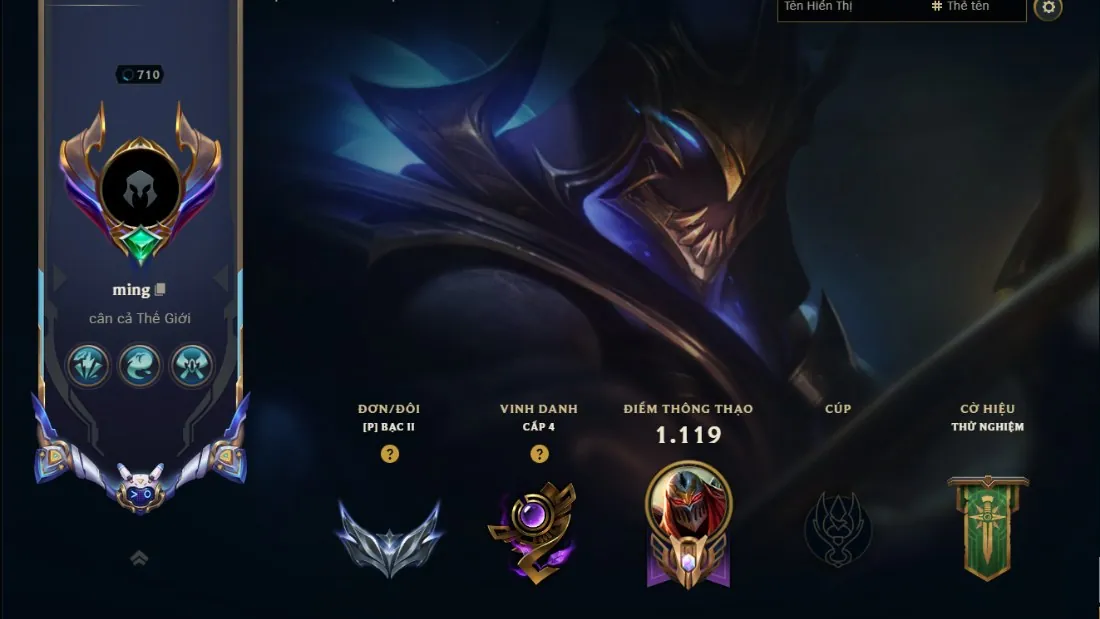 Tên Hiển Thị
# Thẻ tên
710
ming
cân cả Thế Giới
ĐƠN/ĐÔI
[P] BẠC II
?
VINH DANH
CẤP 4
?
ĐIỂM THÔNG THẠO
1.119
CÚP
CỜ HIỆU
THỬ NGHIỆM